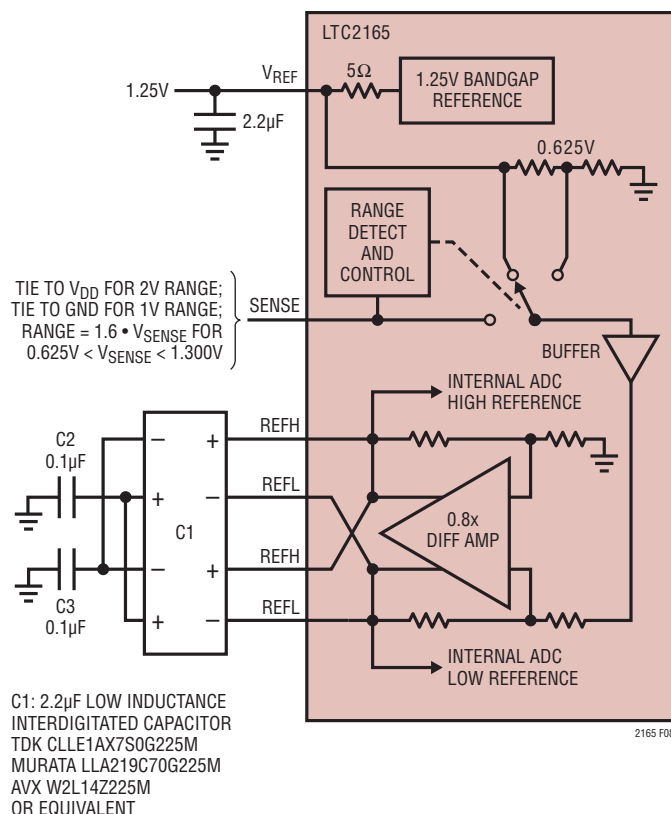 LTC2165
VREF
5Ω
1.25V
1.25V BANDGAP
REFERENCE
2.2µF
0.625V
RANGE
DETECT
AND
CONTROL
TIE TO VDD FOR 2V RANGE;
TIE TO GND FOR 1V RANGE;
RANGE = 1.6 • VSENSE FOR
0.625V < VSENSE < 1.300V
SENSE
BUFFER
INTERNAL ADC
HIGH REFERENCE
REFH
C2
0.1µF
– +
REFL
+ –
0.8x
DIFF AMP
C1
REFH
– +
C3
0.1µF
REFL
+ –
INTERNAL ADC
LOW REFERENCE
C1: 2.2µF LOW INDUCTANCE
INTERDIGITATED CAPACITOR
TDK CLLE1AX7S0G225M
MURATA LLA219C70G225M
AVX W2L14Z225M
OR EQUIVALENT
2165 F08